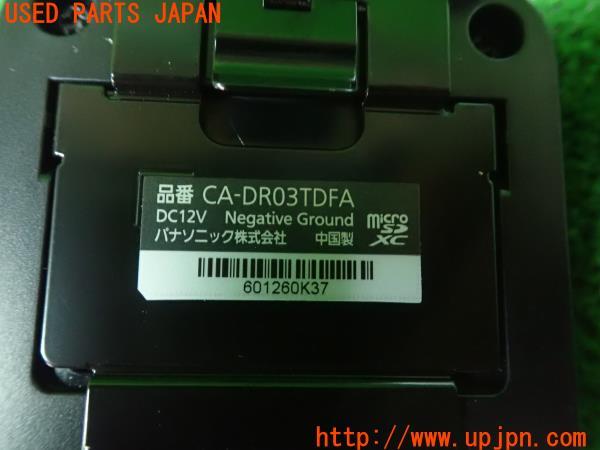 USED PARTS JAPAN
品番 CA-DR03TDFA
DC12V Negative Ground micro SD XC
パナソニック株式会社 中国製
601260K37
http://www.upjpn.com/